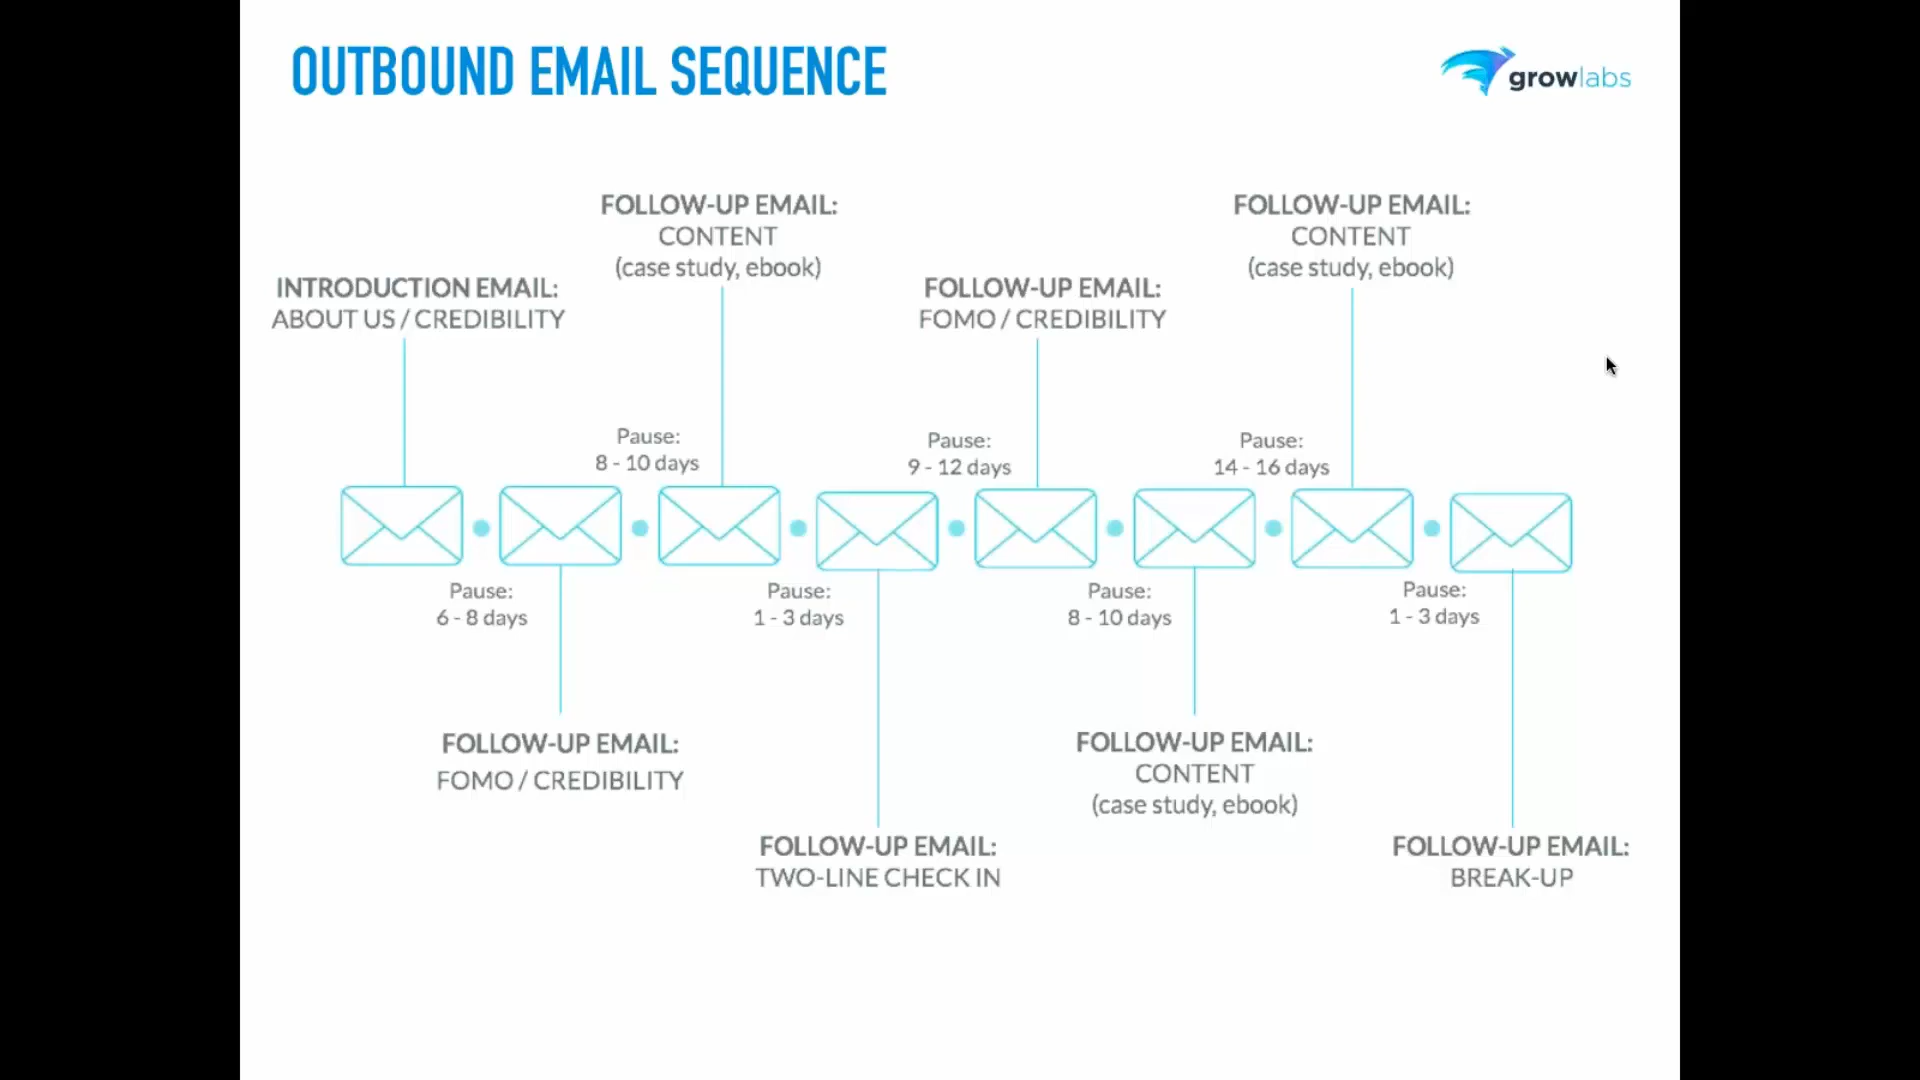 OUTBOUND EMAIL SEQUENCE
growlabs
INTRODUCTION EMAIL:
ABOUT US / CREDIBILITY
FOLLOW-UP EMAIL:
CONTENT
(case study, ebook)
FOLLOW-UP EMAIL:
FOMO / CREDIBILITY
FOLLOW-UP EMAIL:
CONTENT
(case study, ebook)
Pause:
8 - 10 days
Pause:
9 - 12 days
Pause:
14 - 16 days
Pause:
6 - 8 days
Pause:
1 - 3 days
Pause:
8 - 10 days
Pause:
1 - 3 days
FOLLOW-UP EMAIL:
FOMO / CREDIBILITY
FOLLOW-UP EMAIL:
TWO-LINE CHECK IN
FOLLOW-UP EMAIL:
CONTENT
(case study, ebook)
FOLLOW-UP EMAIL:
BREAK-UP